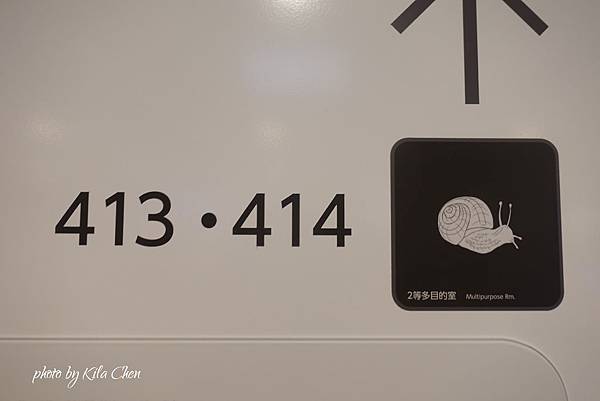 413・414
2等多目的室 Multipurpose Rm.
photo by Kila Chen